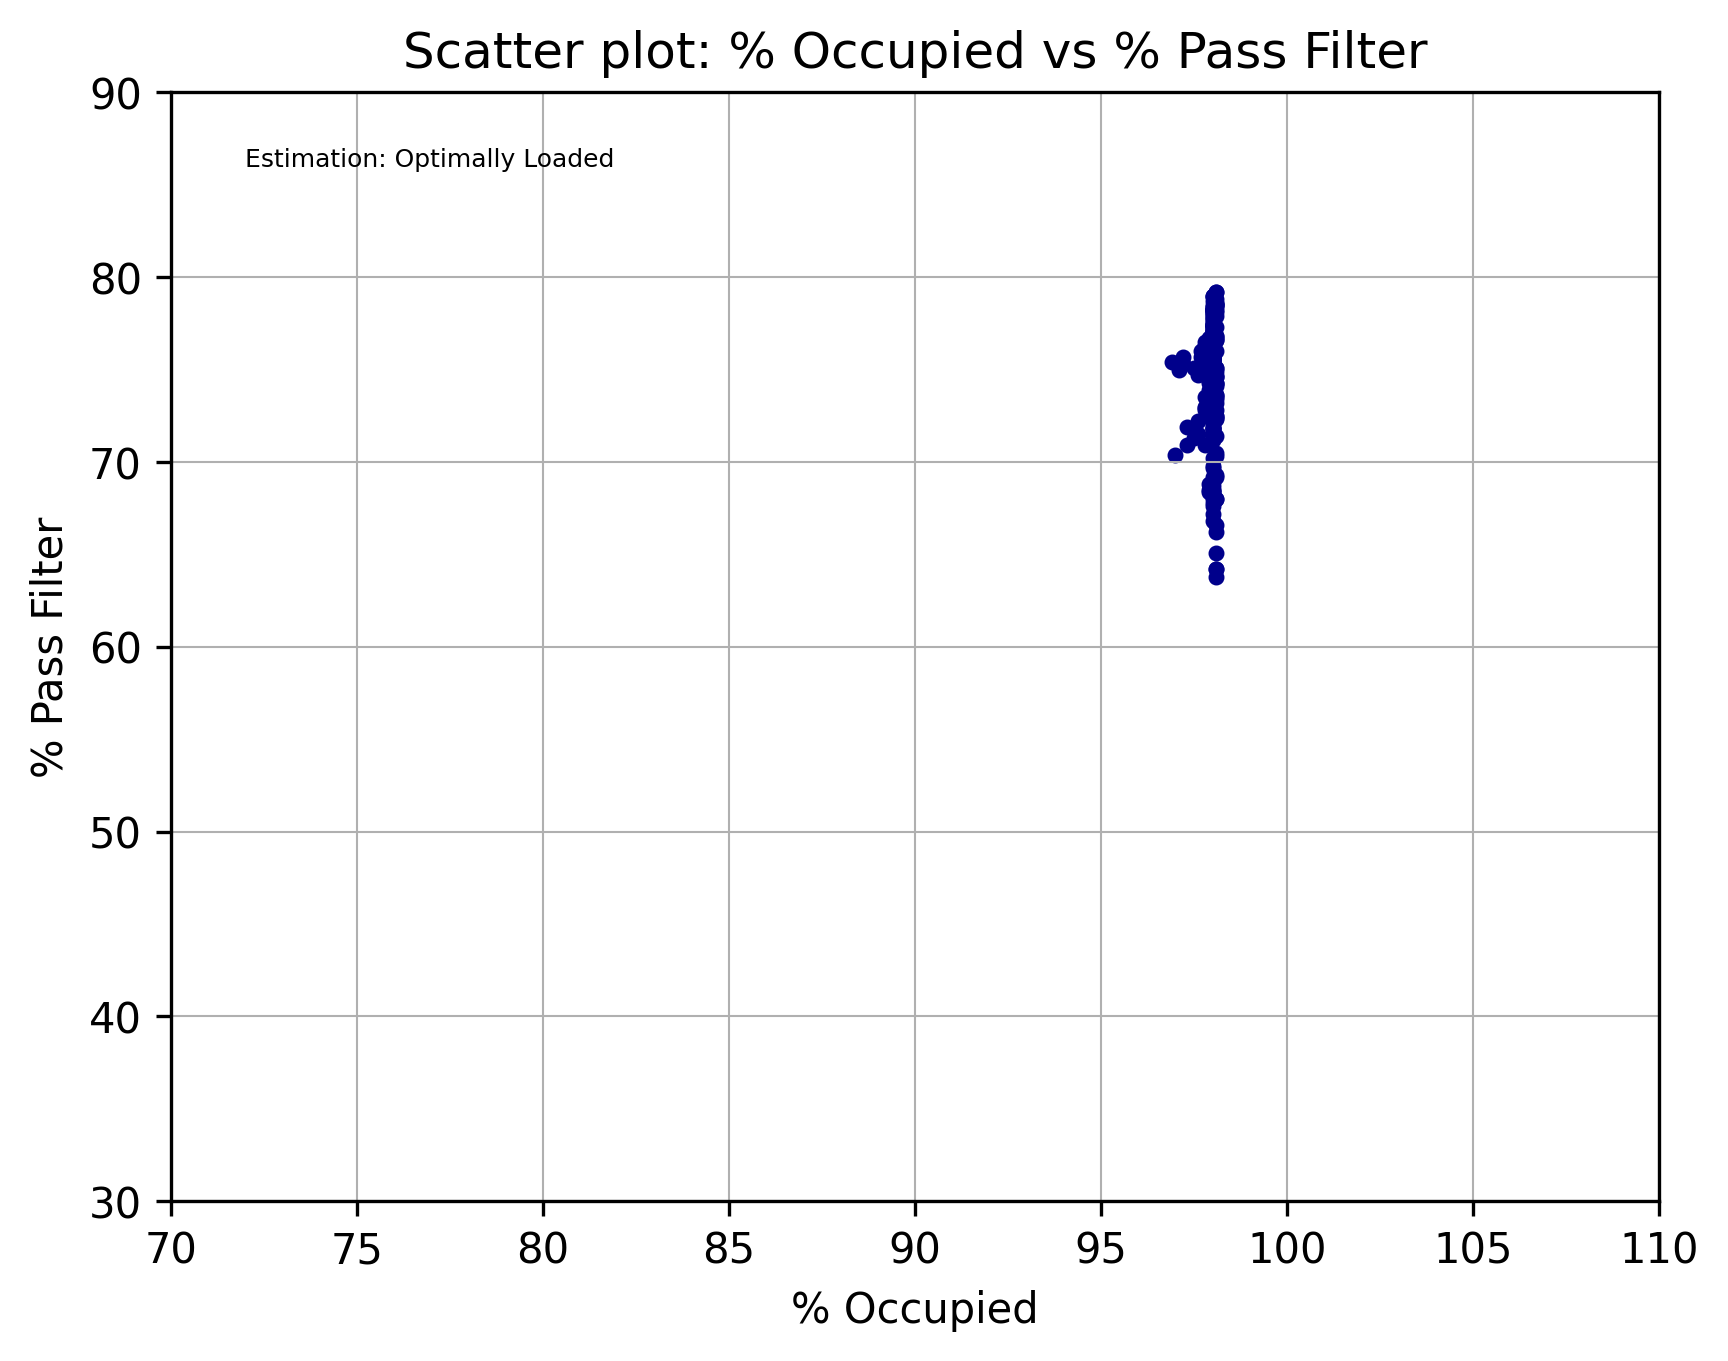 Scatter plot: % Occupied vs % Pass Filter
Estimation: Optimally Loaded
90
80
70
60
50
40
30
% Pass Filter
70 75 80 85 90 95 100 105 110
% Occupied